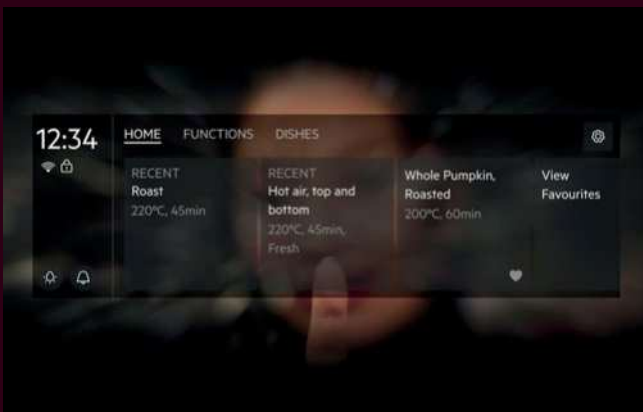 12:34
HOME FUNCTIONS DISHES
RECENT
Roast
220°C, 45min
RECENT
Hot air, top and
bottom
220°C, 45min,
Fresh
Whole Pumpkin,
Roasted
200°C, 60min
View
Favourites